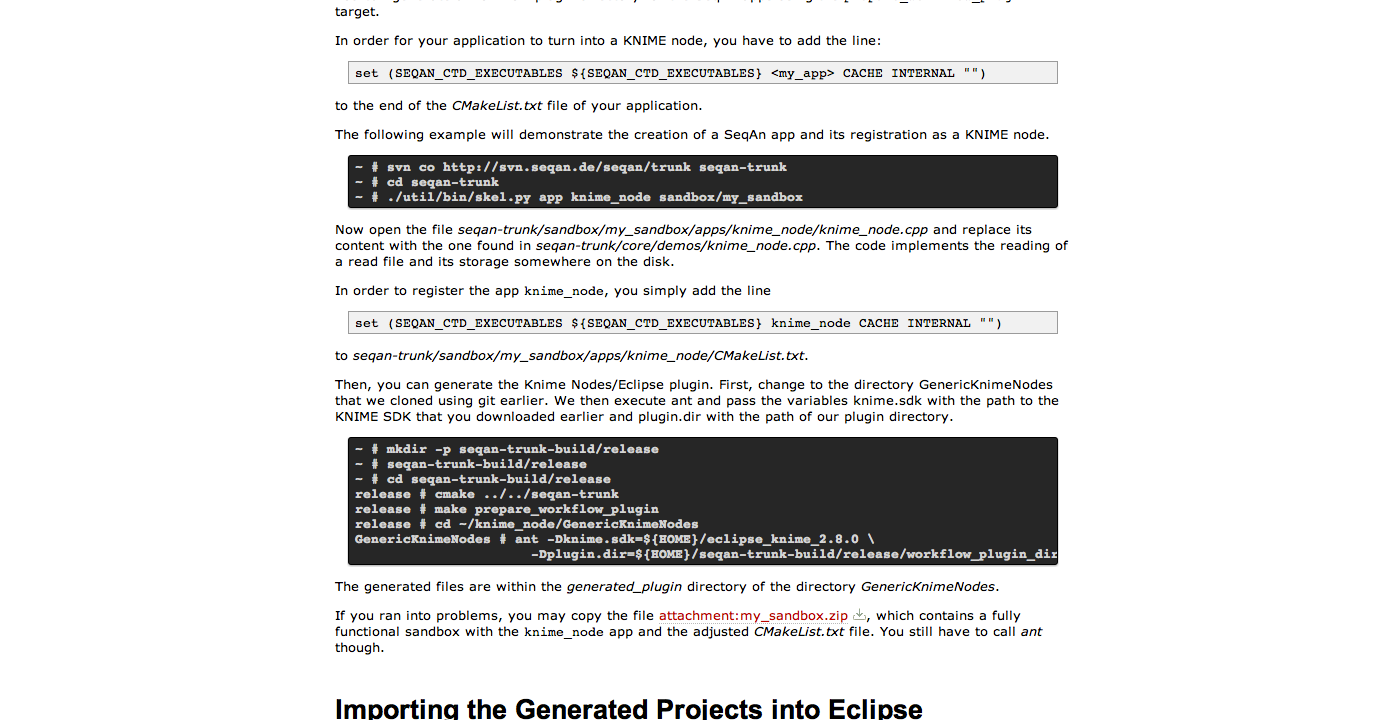 target.
In order for your application to turn into a KNIME node, you have to add the line:
set (SEQAN_CTD_EXECUTABLES ${SEQAN_CTD_EXECUTABLES} <my_app> CACHE INTERNAL "")
to the end of the CMakeList.txt file of your application.
The following example will demonstrate the creation of a SeqAn app and its registration as a KNIME node.
~ # svn co http://svn.seqan.de/seqan/trunk seqan-trunk
~ # cd seqan-trunk
~ # ./util/bin/skel.py app knime_node sandbox/my_sandbox
Now open the file seqan-trunk/sandbox/my_sandbox/apps/knime_node/knime_node.cpp and replace its
content with the one found in seqan-trunk/core/demos/knime_node.cpp. The code implements the reading of
a read file and its storage somewhere on the disk.
In order to register the app knime_node, you simply add the line
set (SEQAN_CTD_EXECUTABLES ${SEQAN_CTD_EXECUTABLES} knime_node CACHE INTERNAL "")
to seqan-trunk/sandbox/my_sandbox/apps/knime_node/CMakeList.txt.
Then, you can generate the Knime Nodes/Eclipse plugin. First, change to the directory GenericKnimeNodes
that we cloned using git earlier. We then execute ant and pass the variables knime.sdk with the path to the
KNIME SDK that you downloaded earlier and plugin.dir with the path of our plugin directory.
~ # mkdir -p seqan-trunk-build/release
~ # seqan-trunk-build/release
~ # cd seqan-trunk-build/release
release # cmake ../../seqan-trunk
release # make prepare_workflow_plugin
release # cd ~/knime_node/GenericKnimeNodes
GenericKnimeNodes # ant -Dknime.sdk=${HOME}/eclipse_knime_2.8.0 \
-Dplugin.dir=${HOME}/seqan-trunk-build/release/workflow_plugin_dir
The generated files are within the generated_plugin directory of the directory GenericKnimeNodes.
If you ran into problems, you may copy the file attachment:my_sandbox.zip, which contains a fully
functional sandbox with the knime_node app and the adjusted CMakeList.txt file. You still have to call ant
though.
Importing the Generated Projects into Eclipse